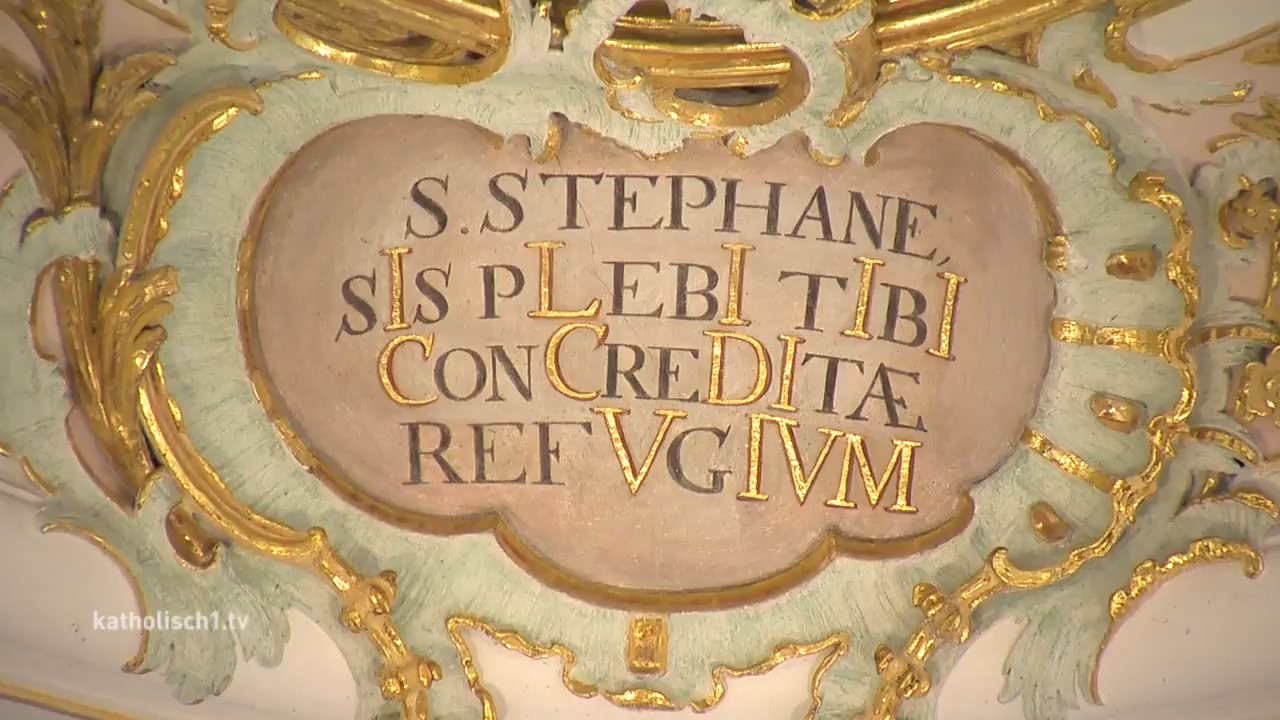 S. STEPHANE,
SIS PLEBI TIBI
CONCREDITÆ
REFVGIVM
katholisch1.tv